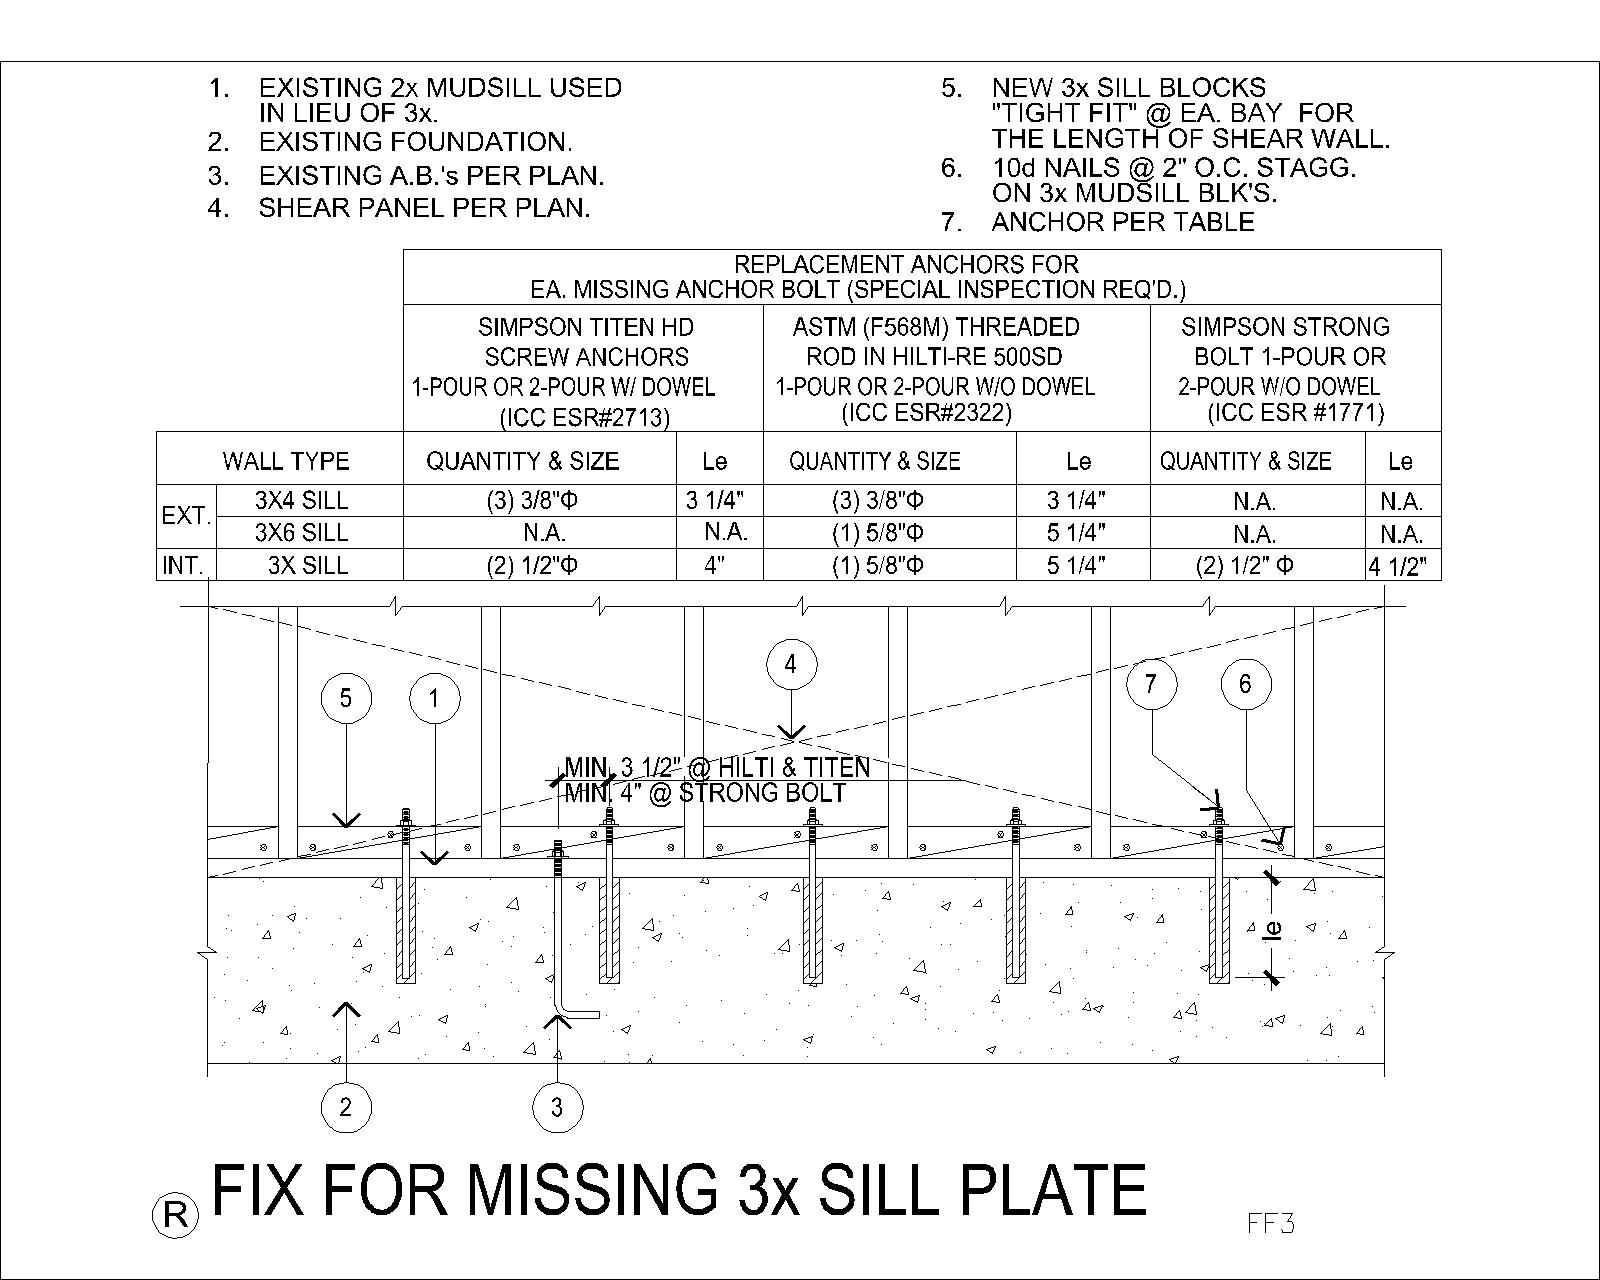 1. EXISTING 2x MUDSILL USED
IN LIEU OF 3x.
2. EXISTING FOUNDATION.
3. EXISTING A.B.'s PER PLAN.
4. SHEAR PANEL PER PLAN.
5. NEW 3x SILL BLOCKS
"TIGHT FIT" @ EA. BAY FOR
THE LENGTH OF SHEAR WALL.
6. 10d NAILS @ 2" O.C. STAGG.
ON 3x MUDSILL BLK'S.
7. ANCHOR PER TABLE
REPLACEMENT ANCHORS FOR
EA. MISSING ANCHOR BOLT (SPECIAL INSPECTION REQ'D.)
SIMPSON TITEN HD
SCREW ANCHORS
1-POUR OR 2-POUR W/ DOWEL
(ICC ESR#2713)
ASTM (F568M) THREADED
ROD IN HILTI-RE 500SD
1-POUR OR 2-POUR W/O DOWEL
(ICC ESR#2322)
SIMPSON STRONG
BOLT 1-POUR OR
2-POUR W/O DOWEL
(ICC ESR #1771)
WALL TYPE QUANTITY & SIZE Le QUANTITY & SIZE Le QUANTITY & SIZE Le
EXT.
3X4 SILL (3) 3/8"Φ 3 1/4" (3) 3/8"Φ 3 1/4" N.A. N.A.
3X6 SILL N.A. N.A. (1) 5/8"Φ 5 1/4" N.A. N.A.
INT. 3X SILL (2) 1/2"Φ 4" (1) 5/8"Φ 5 1/4" (2) 1/2" Φ 4 1/2"
4
5 1 7 6
MIN. 3 1/2" @ HILTI & TITEN
MIN. 4" @ STRONG BOLT
le
2 3
R FIX FOR MISSING 3x SILL PLATE
FF3